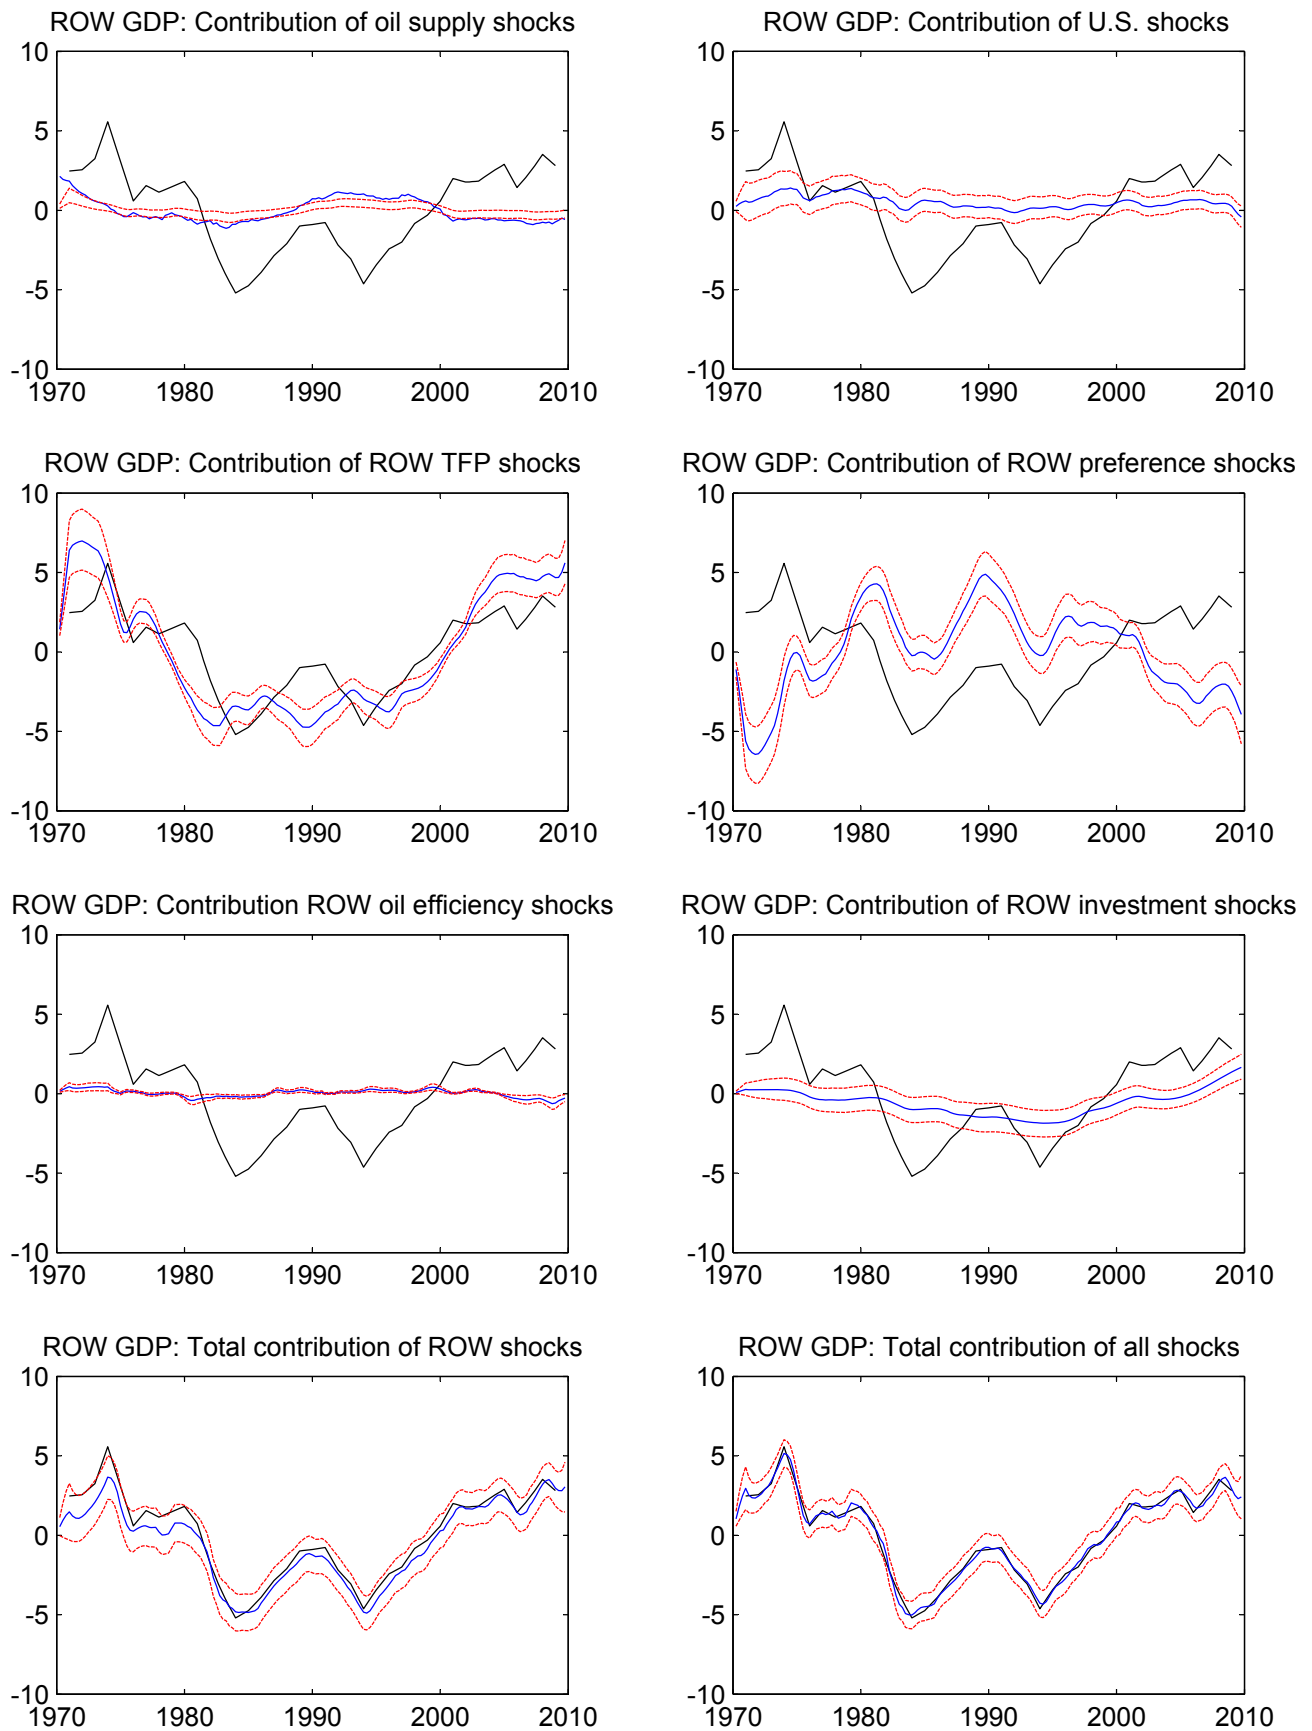 ROW GDP: Contribution of oil supply shocks
10
5
0
-5
-10
1970 1980 1990 2000 2010
ROW GDP: Contribution of U.S. shocks
10
5
0
-5
-10
1970 1980 1990 2000 2010
ROW GDP: Contribution of ROW TFP shocks
10
5
0
-5
-10
1970 1980 1990 2000 2010
ROW GDP: Contribution of ROW preference shocks
10
5
0
-5
-10
1970 1980 1990 2000 2010
ROW GDP: Contribution ROW oil efficiency shocks
10
5
0
-5
-10
1970 1980 1990 2000 2010
ROW GDP: Contribution of ROW investment shocks
10
5
0
-5
-10
1970 1980 1990 2000 2010
ROW GDP: Total contribution of ROW shocks
10
5
0
-5
-10
1970 1980 1990 2000 2010
ROW GDP: Total contribution of all shocks
10
5
0
-5
-10
1970 1980 1990 2000 2010